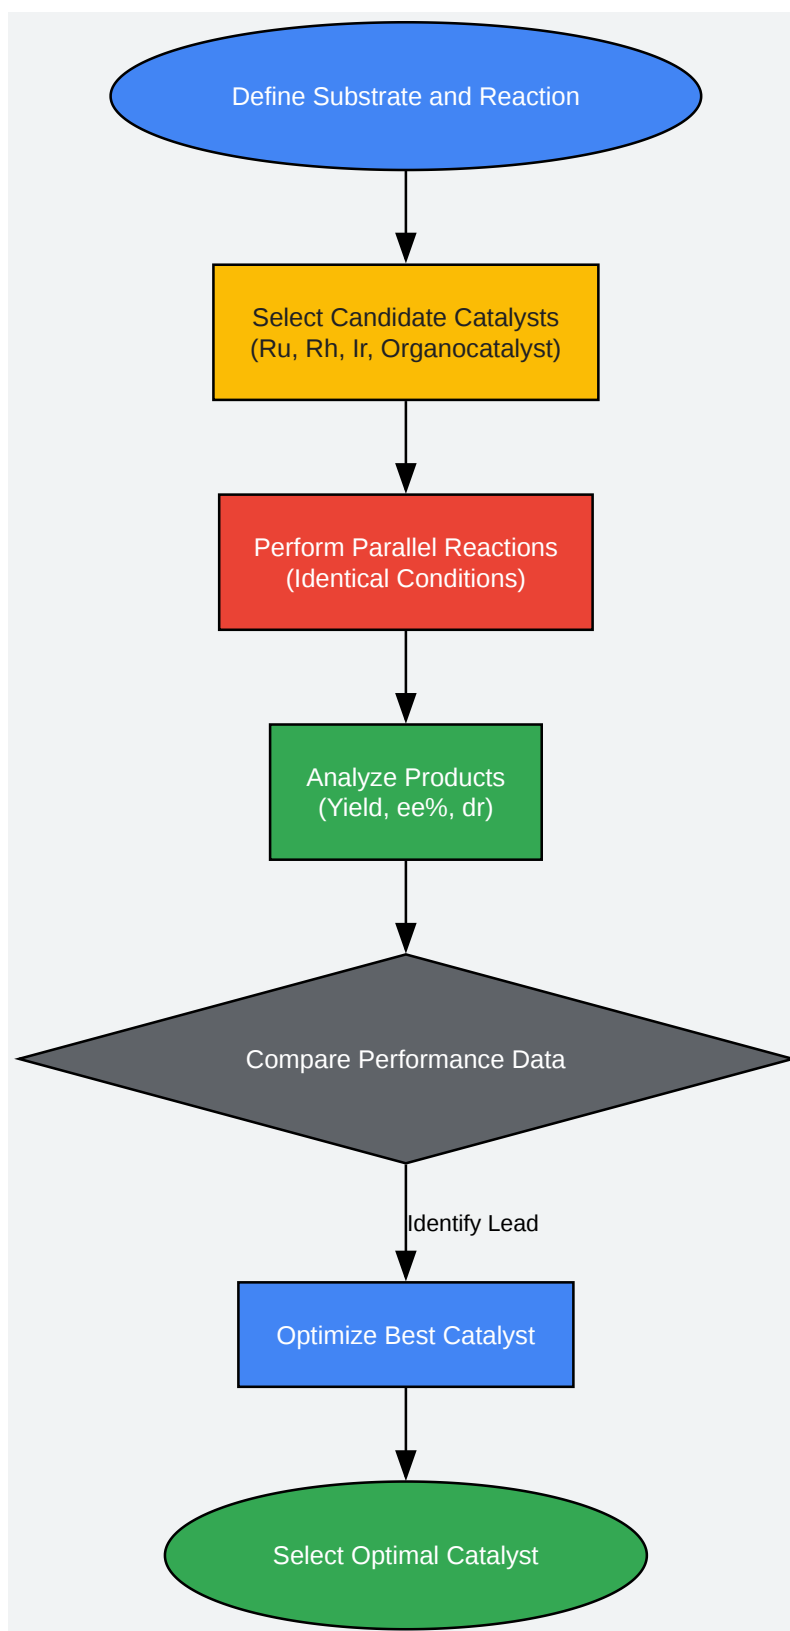 Define Substrate and Reaction
Select Candidate Catalysts
(Ru, Rh, Ir, Organocatalyst)
Perform Parallel Reactions
(Identical Conditions)
Analyze Products
(Yield, ee%, dr)
Compare Performance Data
Identify Lead
Optimize Best Catalyst
Select Optimal Catalyst